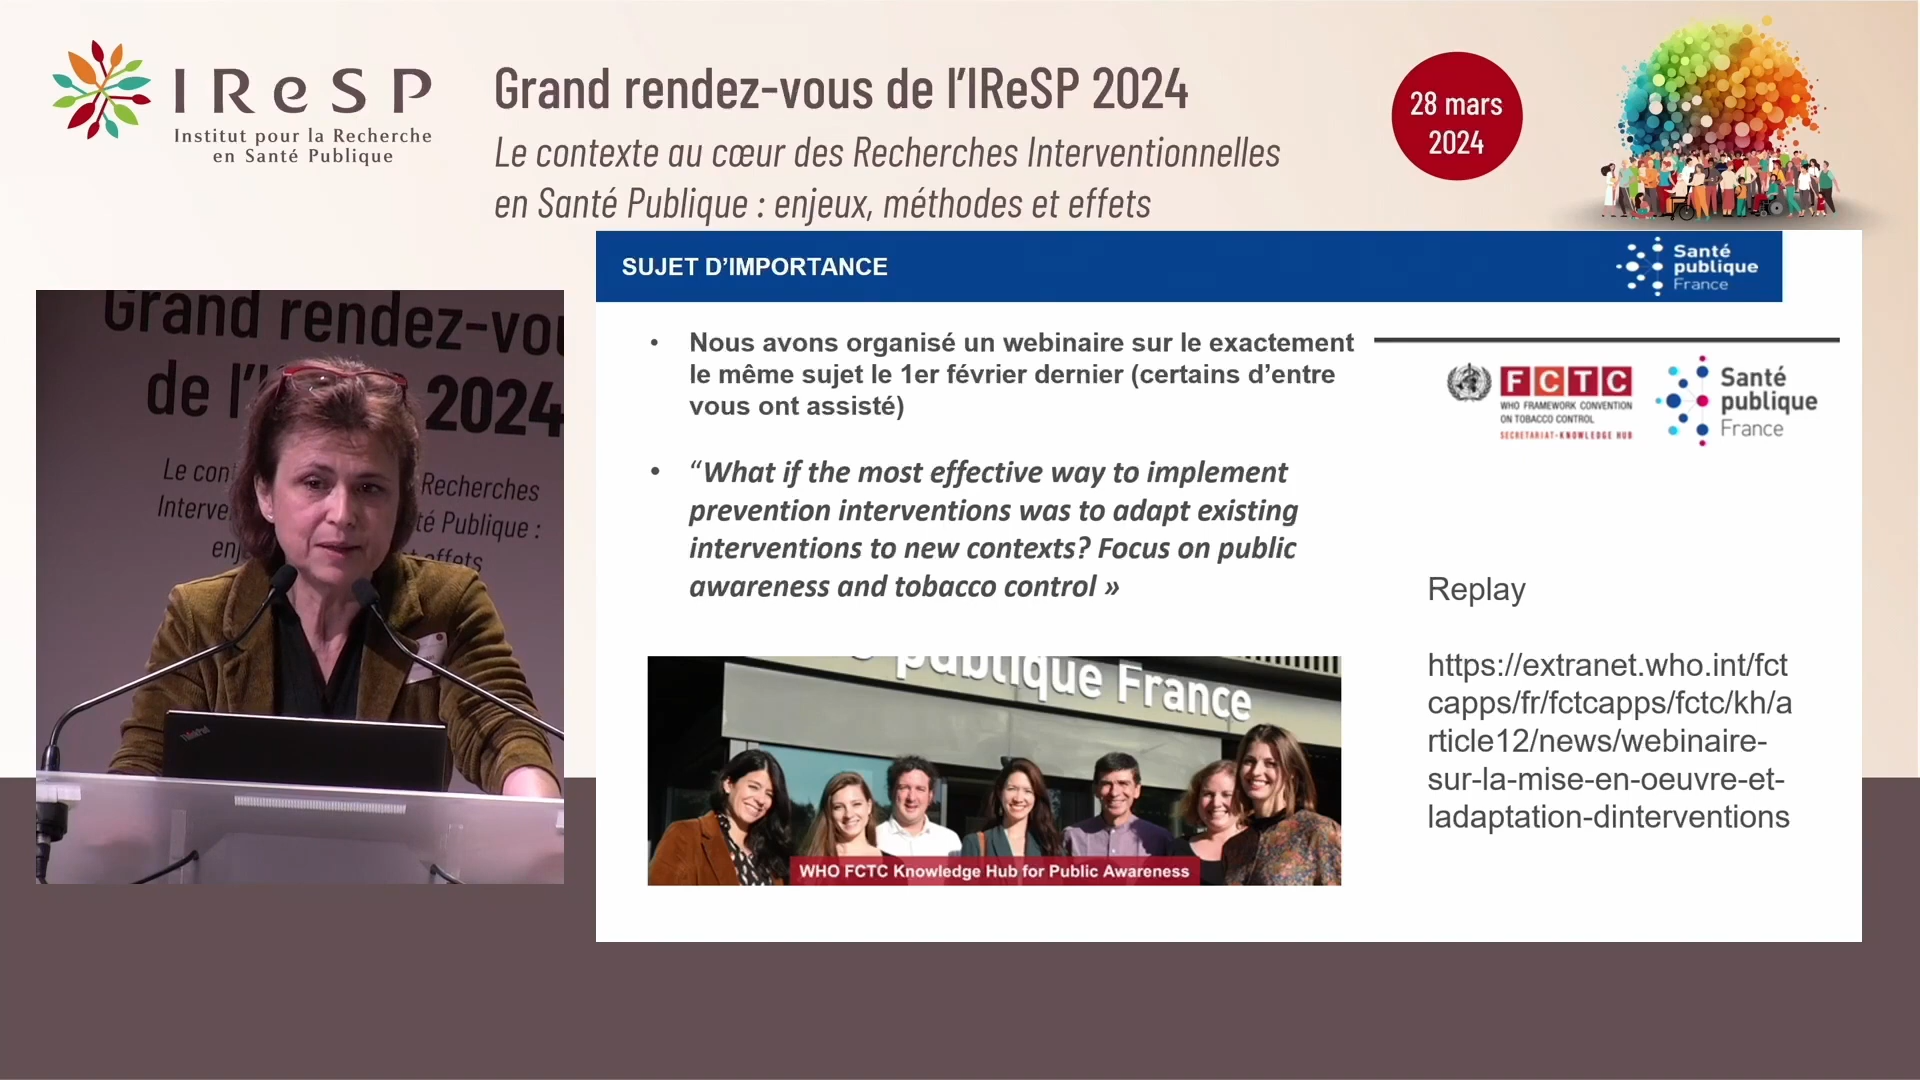 IReSP
Institut pour la Recherche
en Santé Publique
Grand rendez-vous de l'IReSP 2024
Le contexte au cœur des Recherches Interventionnelles
en Santé Publique : enjeux, méthodes et effets
28 mars
2024
Grand rendez-vou
de l' 2024
Le con Recherches
Interve té Publique :
enj effets
ThinkPad
SUJET D'IMPORTANCE
Santé
publique
France
• Nous avons organisé un webinaire sur le exactement
le même sujet le 1er février dernier (certains d'entre
vous ont assisté)
• “What if the most effective way to implement
prevention interventions was to adapt existing
interventions to new contexts? Focus on public
awareness and tobacco control »
publique France
WHO FCTC Knowledge Hub for Public Awareness
FCTC
WHO FRAMEWORK CONVENTION
ON TOBACCO CONTROL
SECRETARIAT-KNOWLEDGE HUB
Santé
publique
France
Replay
https://extranet.who.int/fct
capps/fr/fctcapps/fctc/kh/a
rticle12/news/webinaire-
sur-la-mise-en-oeuvre-et-
ladaptation-dinterventions